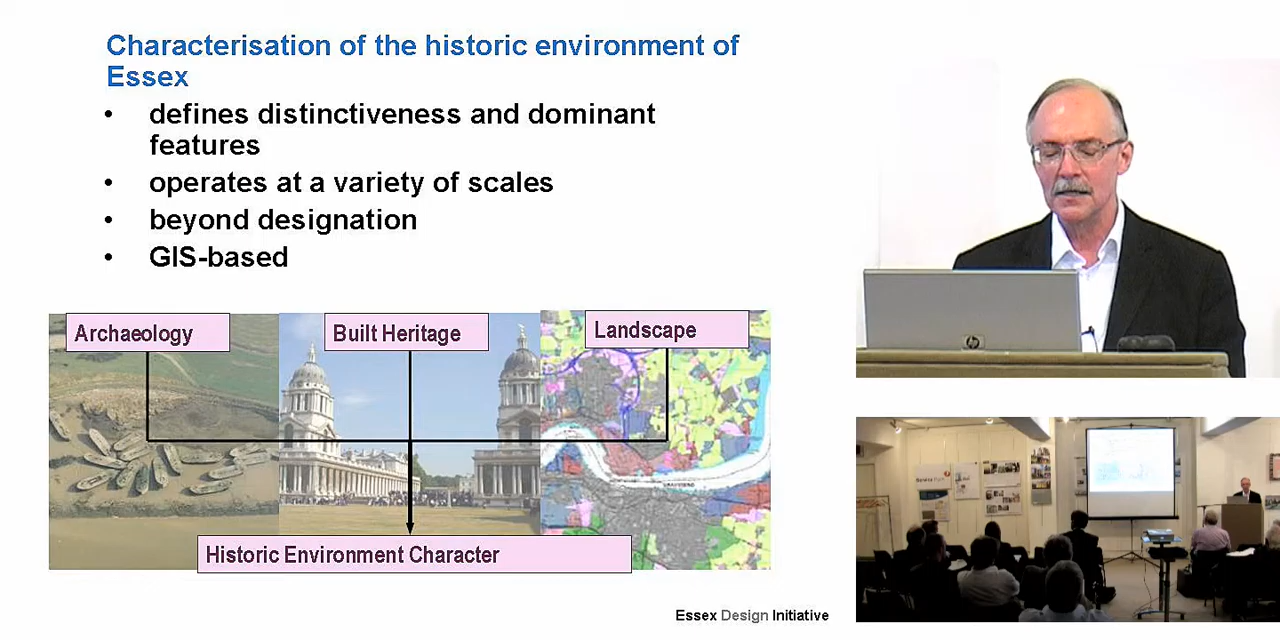 Characterisation of the historic environment of
Essex
• defines distinctiveness and dominant
features
• operates at a variety of scales
• beyond designation
• GIS-based
Archaeology
Built Heritage
Landscape
Historic Environment Character
Essex Design Initiative
hp